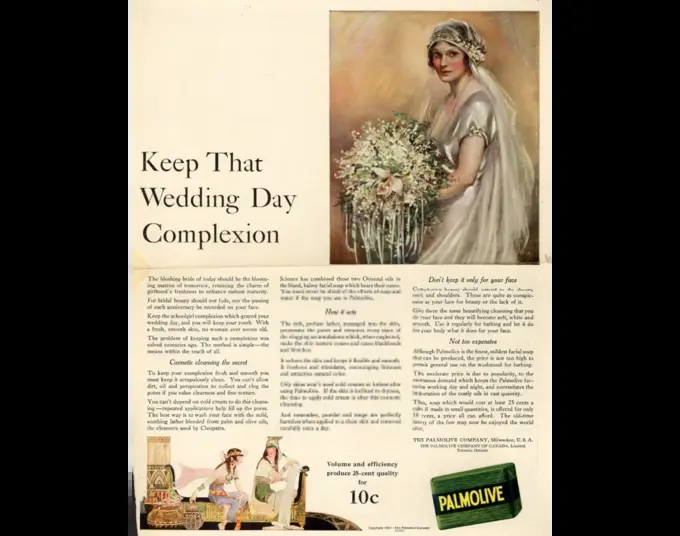 Keep That
Wedding Day
Complexion
The blushing bride of today should be the bloom-
ing matron of tomorrow, retaining the charm of
girlhood's freshness to enhance radiant maturity.
For bridal beauty should not fade, nor the passing
of each anniversary be recorded on your face.
Keep the schoolgirl complexion which graced your
wedding day, and you will keep your youth. With
a fresh, smooth skin, no woman ever seems old.
The problem of keeping such a complexion was
solved centuries ago. The method is simple—the
means within the reach of all.
Cosmetic cleansing the secret
To keep your complexion fresh and smooth you
must keep it scrupulously clean. You can't allow
dirt, oil and perspiration to collect and clog the
pores if you value clearness and fine texture.
You can't depend on cold cream to do this cleans-
ing—repeated applications help fill up the pores.
The best way is to wash your face with the mild,
soothing lather blended from palm and olive oils,
the cleansers used by Cleopatra.
Science has combined these two Oriental oils in
the bland, balmy facial soap which bears their name.
You need never be afraid of the effects of soap and
water if the soap you use is Palmolive.
How it acts
The rich, profuse lather, massaged into the skin,
penetrates the pores and removes every trace of
the clogging accumulations which, when neglected,
make the skin texture coarse and cause blackheads
and blotches.
It softens the skin and keeps it flexible and smooth.
It freshens and stimulates, encouraging firmness
and attractive natural color.
Oily skins won't need cold creams or lotions after
using Palmolive. If the skin is inclined to dryness,
the time to apply cold cream is after this cosmetic
cleansing.
And remember, powder and rouge are perfectly
harmless when applied to a clean skin and removed
carefully once a day.
Don't keep it only for your face
Complexion beauty should extend to the throat,
neck and shoulders. These are quite as conspic-
uous as your face for beauty or the lack of it.
Give them the same beautifying cleansing that you
do your face and they will become soft, white and
smooth. Use it regularly for bathing and let it do
for your body what it does for your face.
Not too expensive
Although Palmolive is the finest, mildest facial soap
that can be produced, the price is not too high to
permit general use on the washstand for bathing.
The moderate price is due to popularity, to the
enormous demand which keeps the Palmolive fac-
tories working day and night, and necessitates the
importation of the costly oils in vast quantity.
Thus, soap which would cost at least 25 cents a
cake if made in small quantities, is offered for only
10 cents, a price all can afford. The old-time
luxury of the few may now be enjoyed the world
over.
THE PALMOLIVE COMPANY, Milwaukee, U. S. A.
THE PALMOLIVE COMPANY OF CANADA, Limited,
Toronto, Ontario
Volume and efficiency
produce 25-cent quality
for
10c
PALMOLIVE